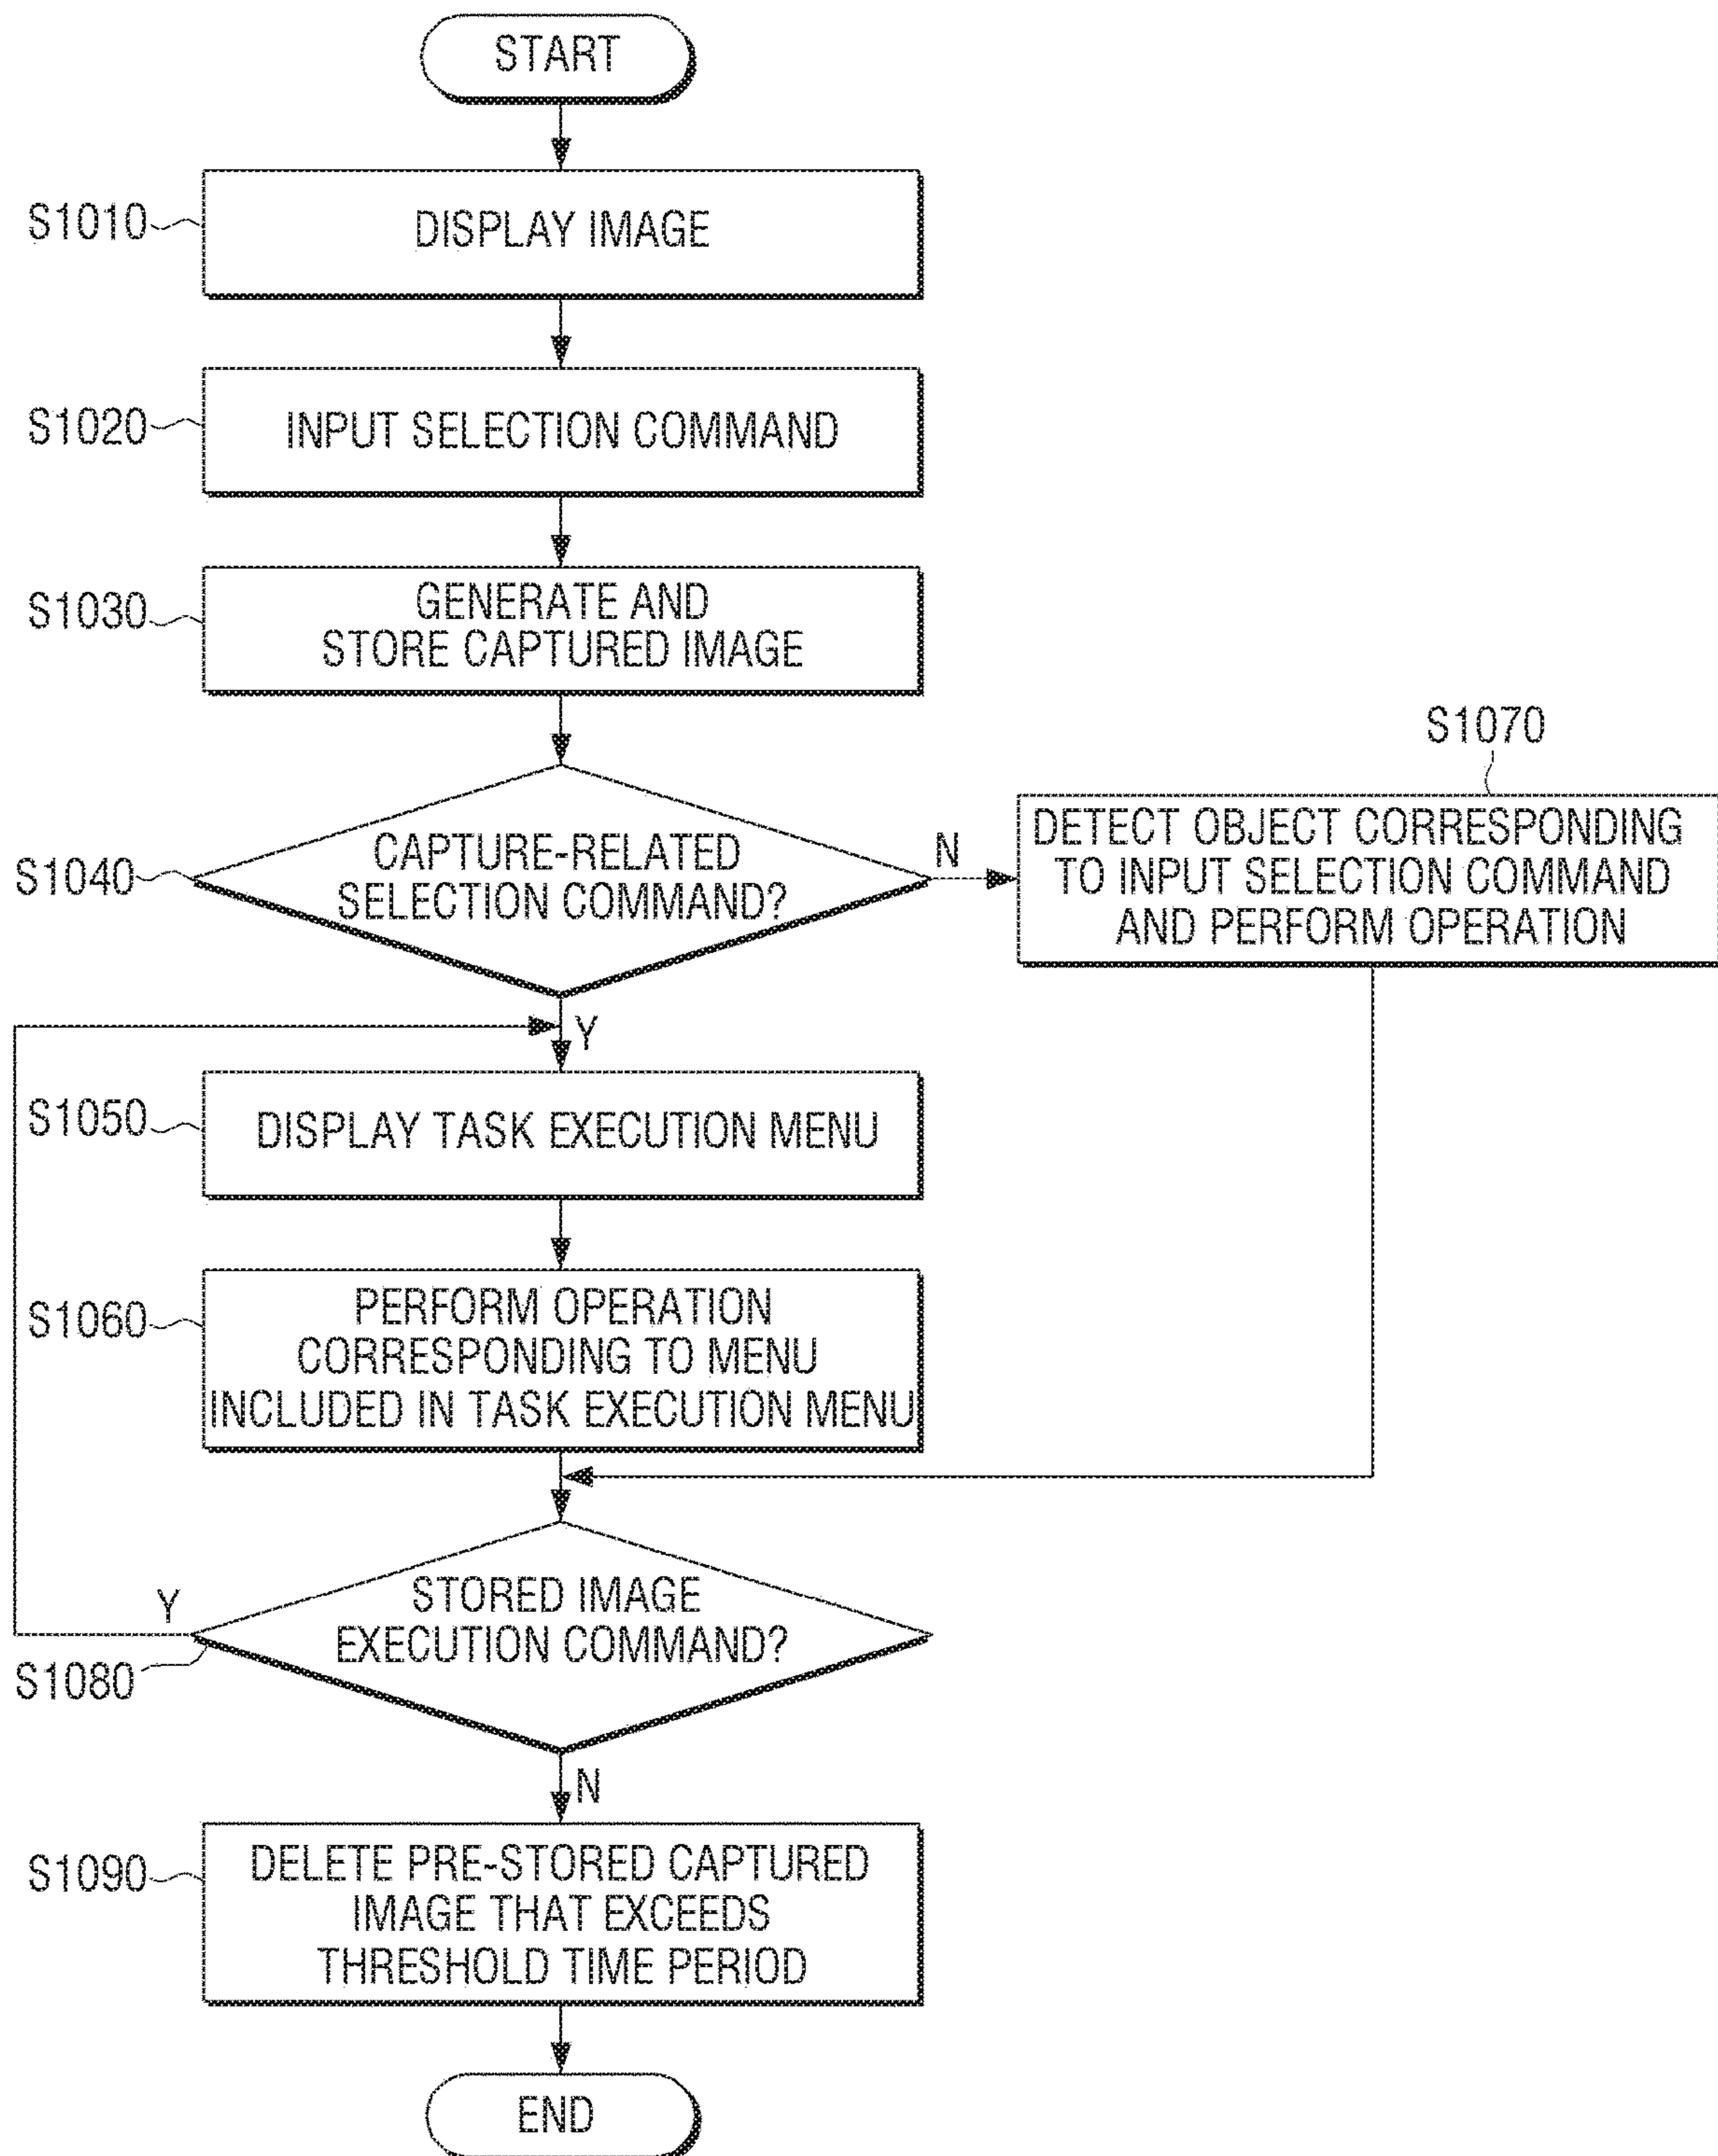 START
S1010
DISPLAY IMAGE
S1020
INPUT SELECTION COMMAND
S1030
GENERATE AND
STORE CAPTURED IMAGE
S1040
CAPTURE-RELATED
SELECTION COMMAND?
N
S1070
DETECT OBJECT CORRESPONDING
TO INPUT SELECTION COMMAND
AND PERFORM OPERATION
Y
S1050
DISPLAY TASK EXECUTION MENU
S1060
PERFORM OPERATION
CORRESPONDING TO MENU
INCLUDED IN TASK EXECUTION MENU
Y
S1080
STORED IMAGE
EXECUTION COMMAND?
N
S1090
DELETE PRE-STORED CAPTURED
IMAGE THAT EXCEEDS
THRESHOLD TIME PERIOD
END